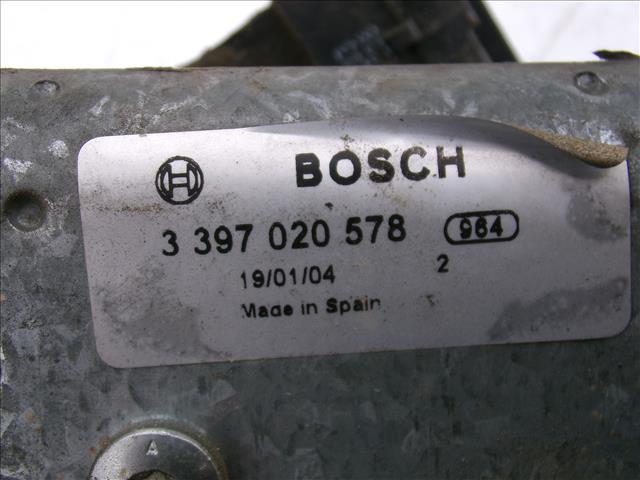 BOSCH
3 397 020 578 964
19/01/04 2
Made in Spain
A